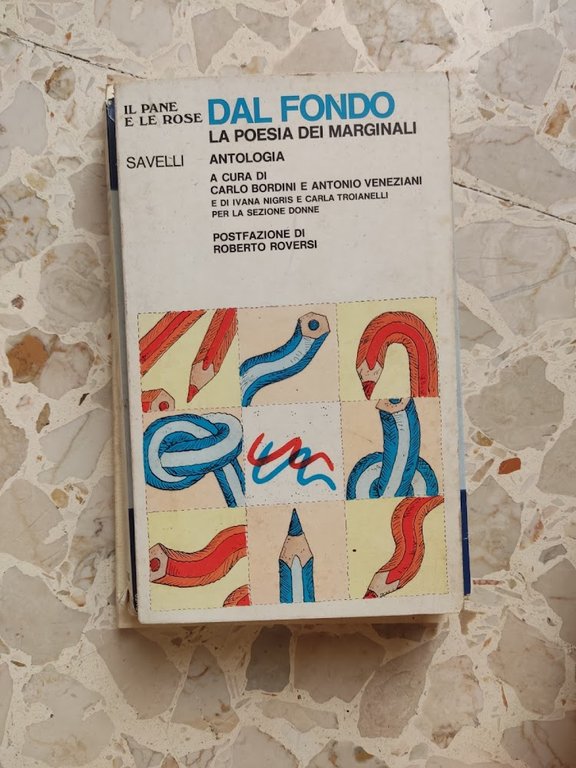 IL PANE
E LE ROSE
DAL FONDO
LA POESIA DEI MARGINALI
SAVELLI
ANTOLOGIA
A CURA DI
CARLO BORDINI E ANTONIO VENEZIANI
E DI IVANA NIGRIS E CARLA TROIANELLI
PER LA SEZIONE DONNE
POSTFAZIONE DI
ROBERTO ROVERSI